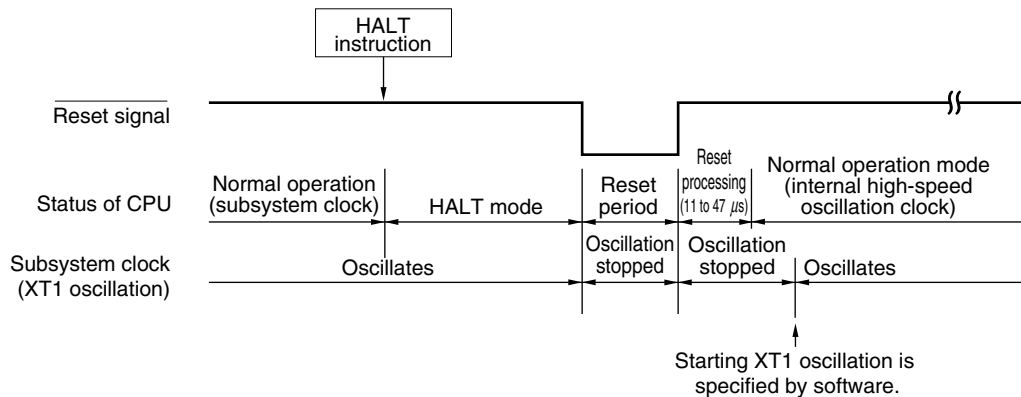 HALT
instruction
Reset signal
Status of CPU
Normal operation
(subsystem clock)
HALT mode
Reset
period
Reset
processing
(11 to 47 μs)
Normal operation mode
(internal high-speed
oscillation clock)
Subsystem clock
(XT1 oscillation)
Oscillates
Oscillation
stopped
Oscillation
stopped
Oscillates
Starting XT1 oscillation is
specified by software.